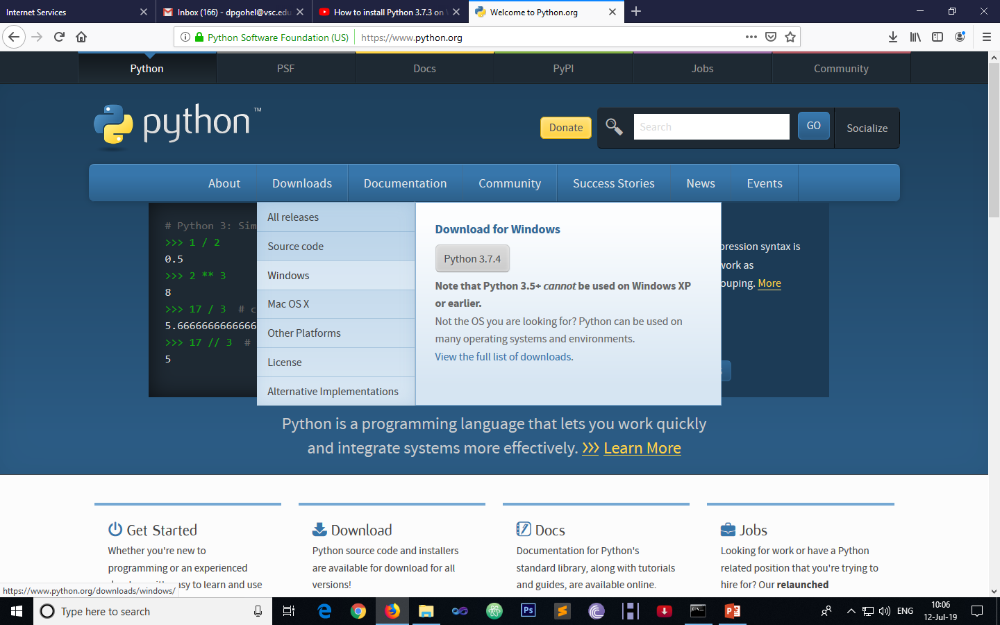 Internet Services
Inbox (166) - dpgohel@vsc.edu
How to install Python 3.7.3 on
Welcome to Python.org
Python Software Foundation (US)
https://www.python.org
Python
PSF
Docs
PyPI
Jobs
Community
python™
Donate
Search
GO
Socialize
About
Downloads
Documentation
Community
Success Stories
News
Events
# Python 3: Sim
>>> 1 / 2
0.5
>>> 2 ** 3
8
>>> 17 / 3 # c
5.6666666666666
>>> 17 // 3 #
5
All releases
Source code
Windows
Mac OS X
Other Platforms
License
Alternative Implementations
Download for Windows
Python 3.7.4
Note that Python 3.5+ cannot be used on Windows XP
or earlier.
Not the OS you are looking for? Python can be used on
many operating systems and environments.
View the full list of downloads.
pression syntax is
work as
ouping. More
Python is a programming language that lets you work quickly
and integrate systems more effectively. >>> Learn More
Get Started
Whether you're new to
programming or an experienced
asy to learn and use
Download
Python source code and installers
are available for download for all
versions!
Docs
Documentation for Python's
standard library, along with tutorials
and guides, are available online.
Jobs
Looking for work or have a Python
related position that you're trying to
hire for? Our relaunched
https://www.python.org/downloads/windows/
Type here to search
Ps
ENG
10:06
12-Jul-19